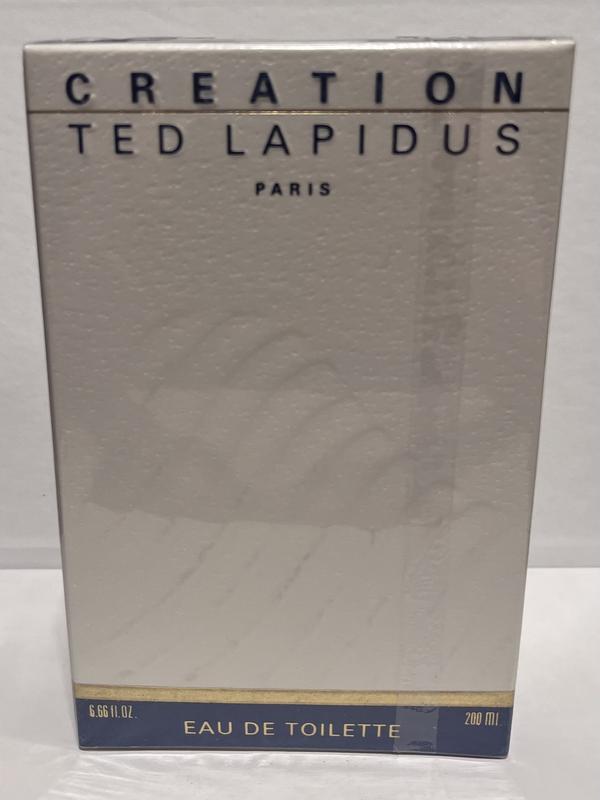 CREATION
TED LAPIDUS
PARIS
6.66 fl.OZ.
200 ml.
EAU DE TOILETTE